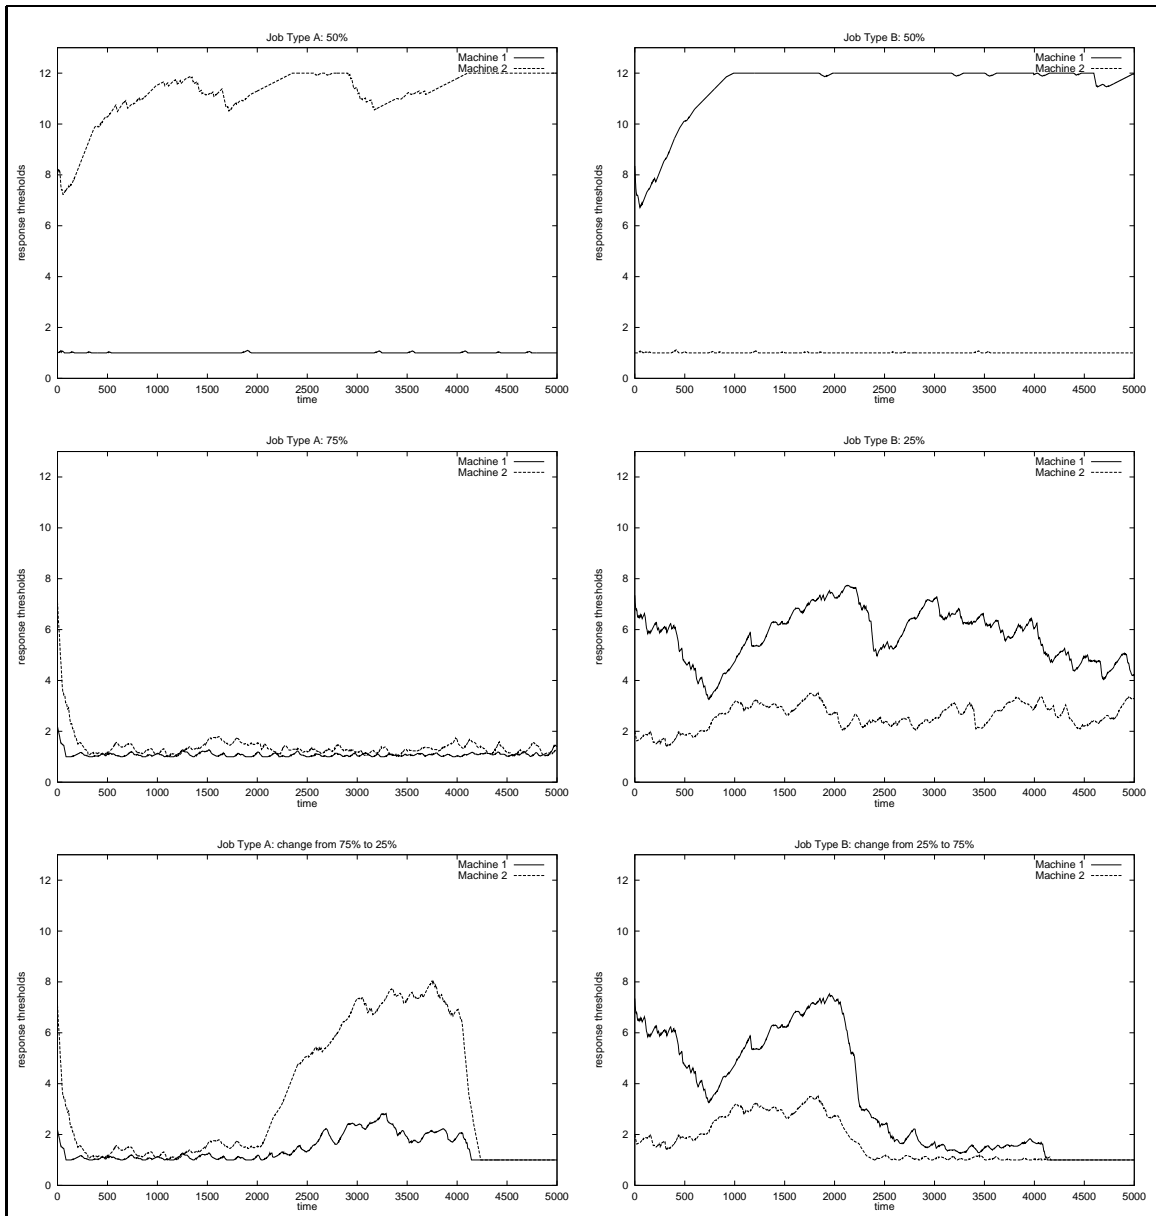 Job Type A: 50%
Machine 1
Machine 2
response thresholds
12
10
8
6
4
2
0
0 500 1000 1500 2000 2500 3000 3500 4000 4500 5000
time
Job Type B: 50%
Machine 1
Machine 2
response thresholds
12
10
8
6
4
2
0
0 500 1000 1500 2000 2500 3000 3500 4000 4500 5000
time
Job Type A: 75%
Machine 1
Machine 2
response thresholds
12
10
8
6
4
2
0
0 500 1000 1500 2000 2500 3000 3500 4000 4500 5000
time
Job Type B: 25%
Machine 1
Machine 2
response thresholds
12
10
8
6
4
2
0
0 500 1000 1500 2000 2500 3000 3500 4000 4500 5000
time
Job Type A: change from 75% to 25%
Machine 1
Machine 2
response thresholds
12
10
8
6
4
2
0
0 500 1000 1500 2000 2500 3000 3500 4000 4500 5000
time
Job Type B: change from 25% to 75%
Machine 1
Machine 2
response thresholds
12
10
8
6
4
2
0
0 500 1000 1500 2000 2500 3000 3500 4000 4500 5000
time